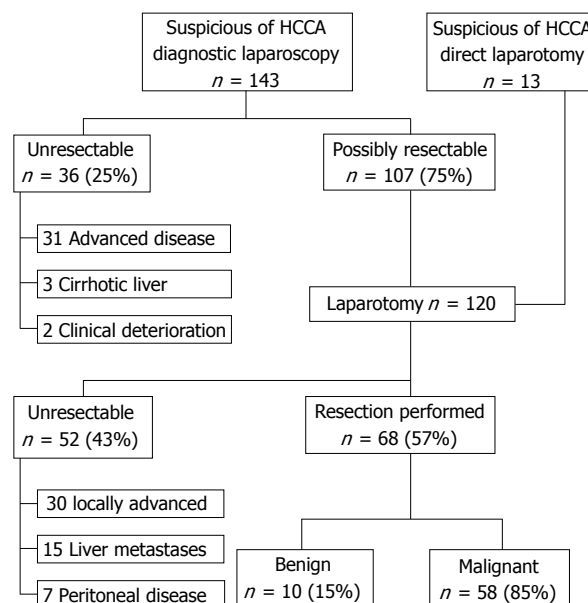 Suspicious of HCCA
diagnostic laparoscopy
n = 143
Suspicious of HCCA
direct laparotomy
n = 13
Unresectable
n = 36 (25%)
Possibly resectable
n = 107 (75%)
31 Advanced disease
3 Cirrhotic liver
2 Clinical deterioration
Laparotomy n = 120
Unresectable
n = 52 (43%)
Resection performed
n = 68 (57%)
30 locally advanced
15 Liver metastases
7 Peritoneal disease
Benign
n = 10 (15%)
Malignant
n = 58 (85%)